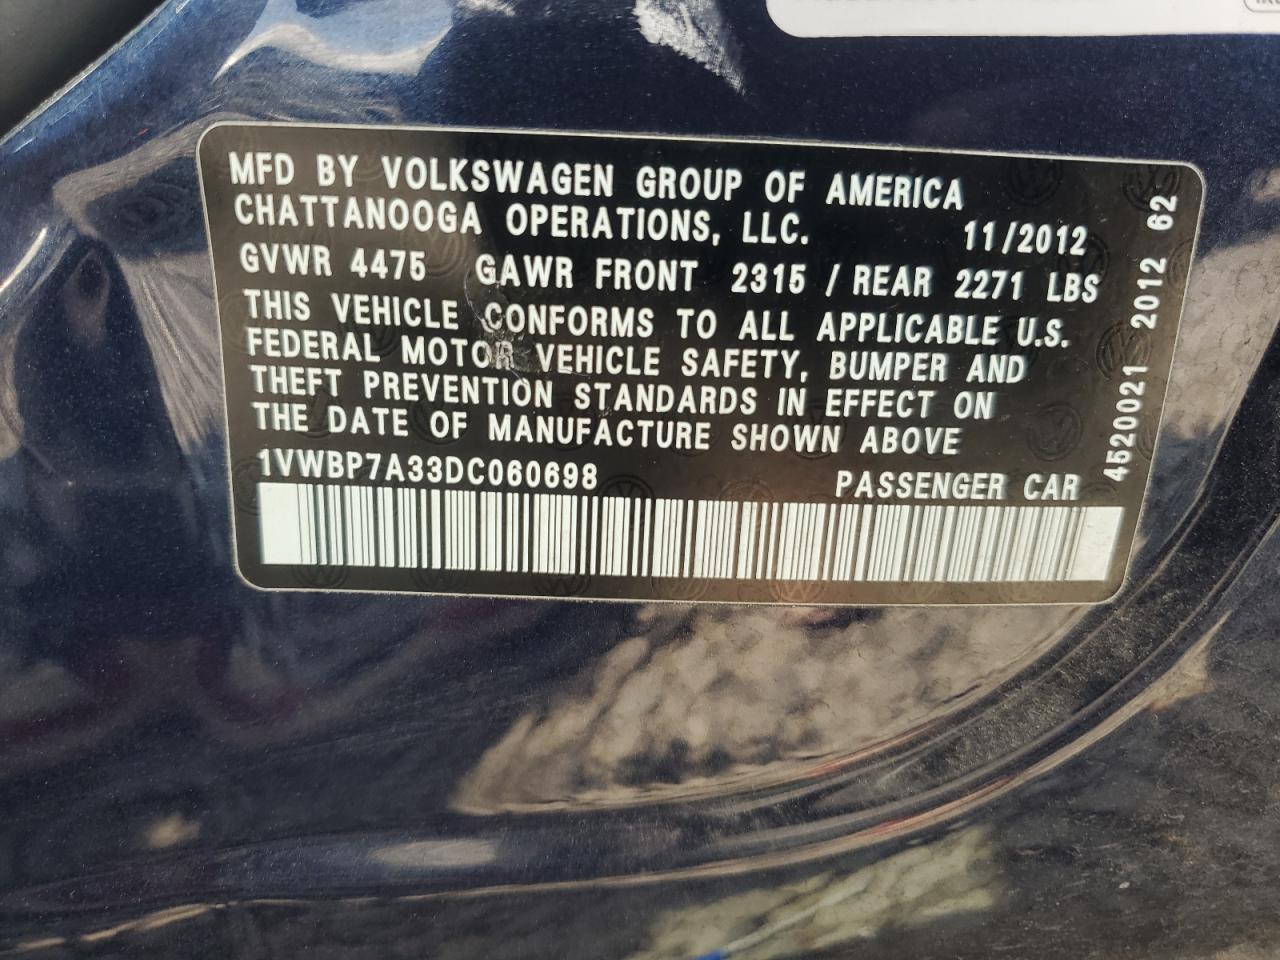 MFD BY VOLKSWAGEN GROUP OF AMERICA
CHATTANOOGA OPERATIONS, LLC. 11/2012
GVWR 4475 GAWR FRONT 2315 / REAR 2271 LBS
THIS VEHICLE CONFORMS TO ALL APPLICABLE U.S.
FEDERAL MOTOR VEHICLE SAFETY, BUMPER AND
THEFT PREVENTION STANDARDS IN EFFECT ON
THE DATE OF MANUFACTURE SHOWN ABOVE
1VWBP7A33DC060698 PASSENGER CAR
4520021 2012 62